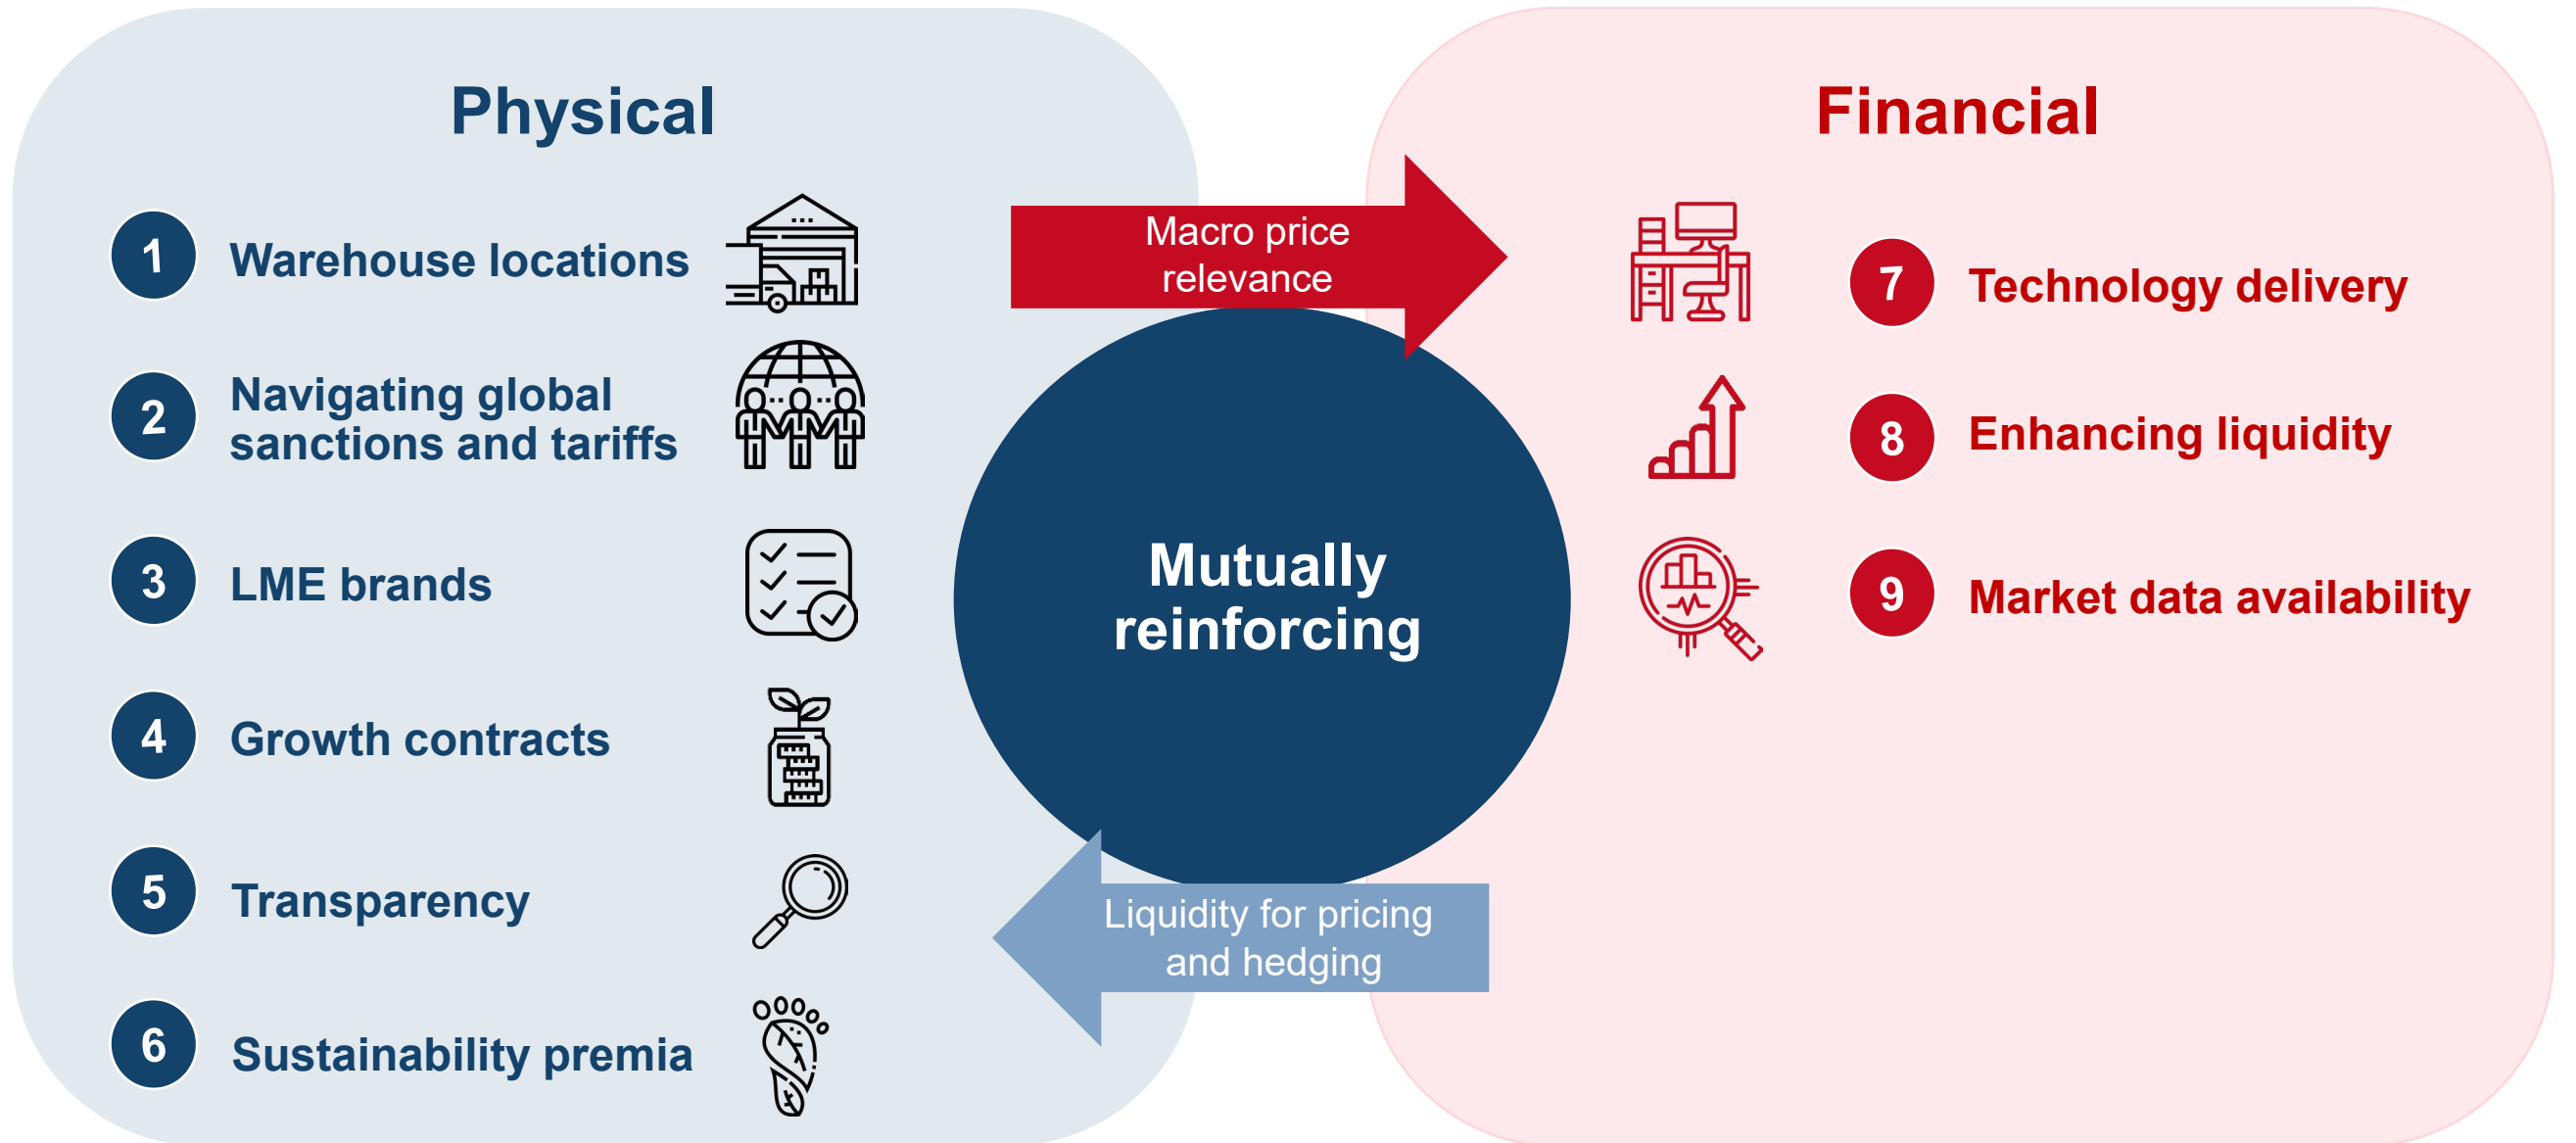 Physical
1 Warehouse locations
2 Navigating global
sanctions and tariffs
3 LME brands
4 Growth contracts
5 Transparency
6 Sustainability premia
Macro price
relevance
Mutually
reinforcing
Liquidity for pricing
and hedging
Financial
7 Technology delivery
8 Enhancing liquidity
9 Market data availability